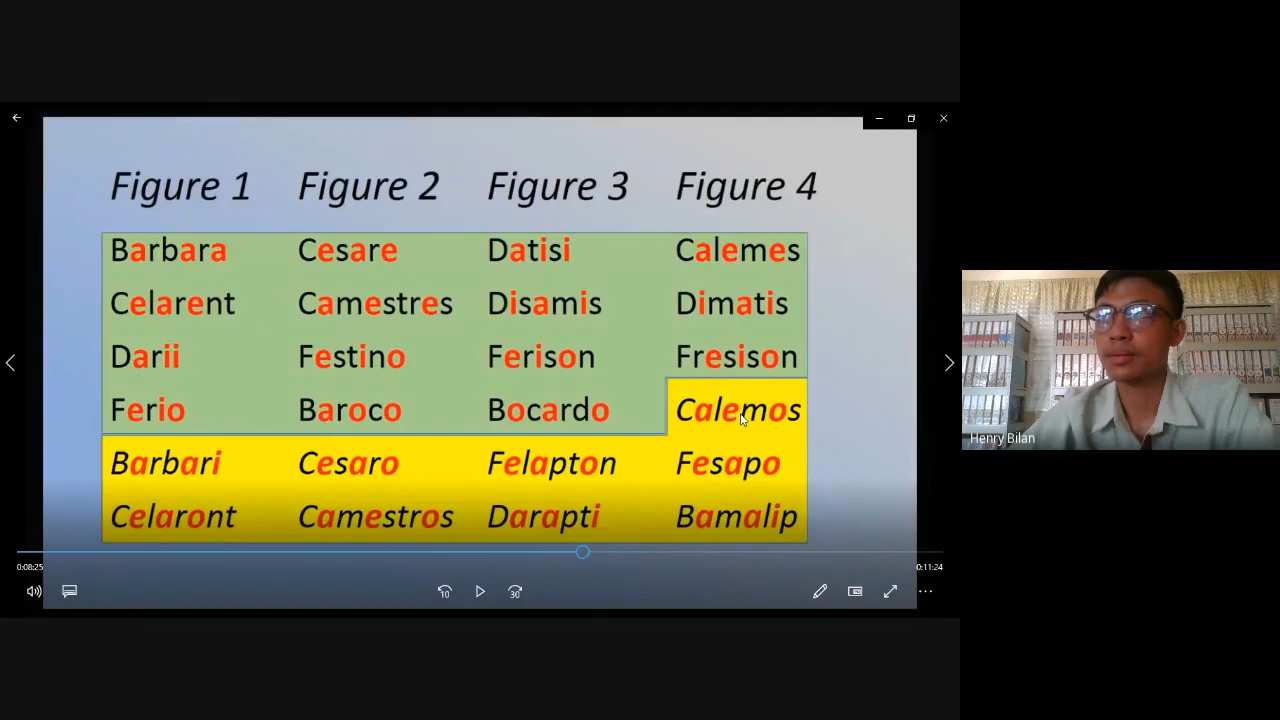 Figure 1 Figure 2 Figure 3 Figure 4
Barbara Cesare Datisi Calemes
Celarent Camestres Disamis Dimatis
Darii Festino Ferison Fresison
Ferio Baroco Bocardo Calemos
Barbari Cesaro Felapton Fesapo
Celaront Camestros Darapti Bamalip
0:08:25 0:11:24
10 30
Henry Bilan